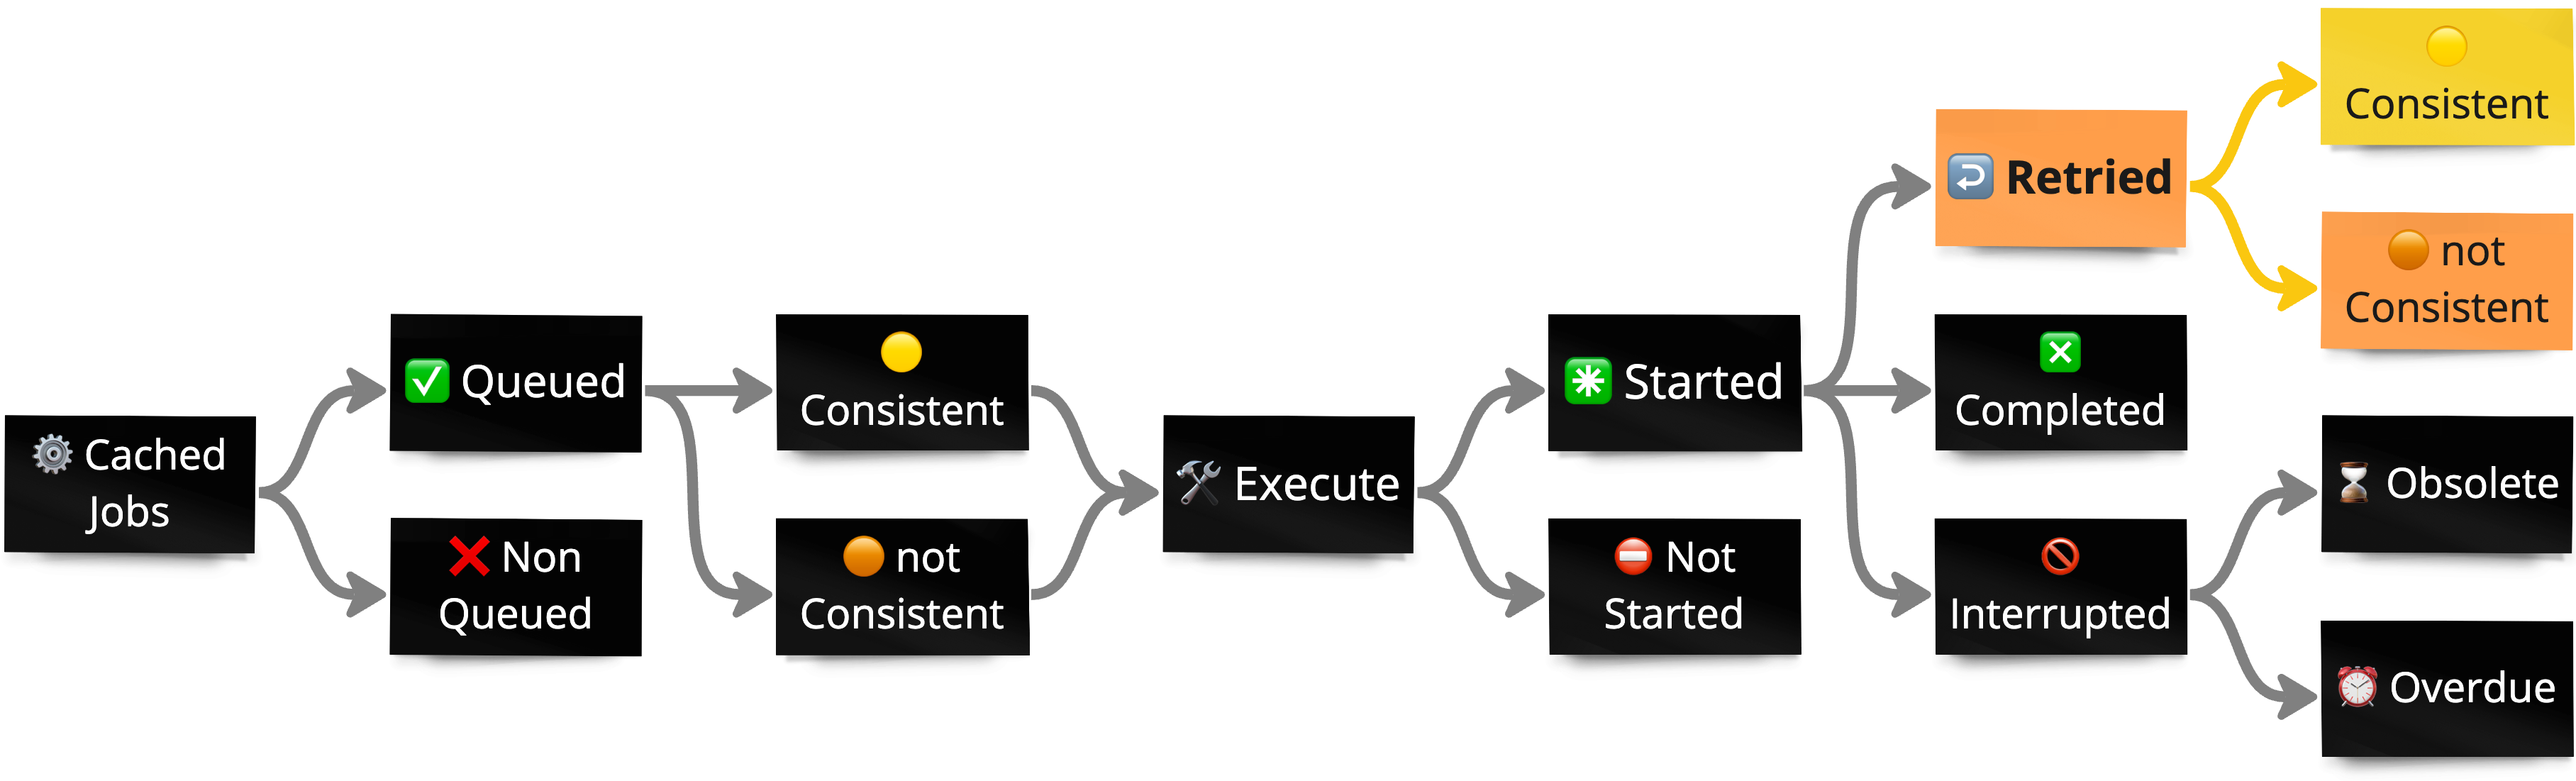 Cached
Jobs
Queued
Non
Queued
Consistent
not
Consistent
Execute
Started
Not
Started
Retried
Completed
Interrupted
Consistent
not
Consistent
Obsolete
Overdue